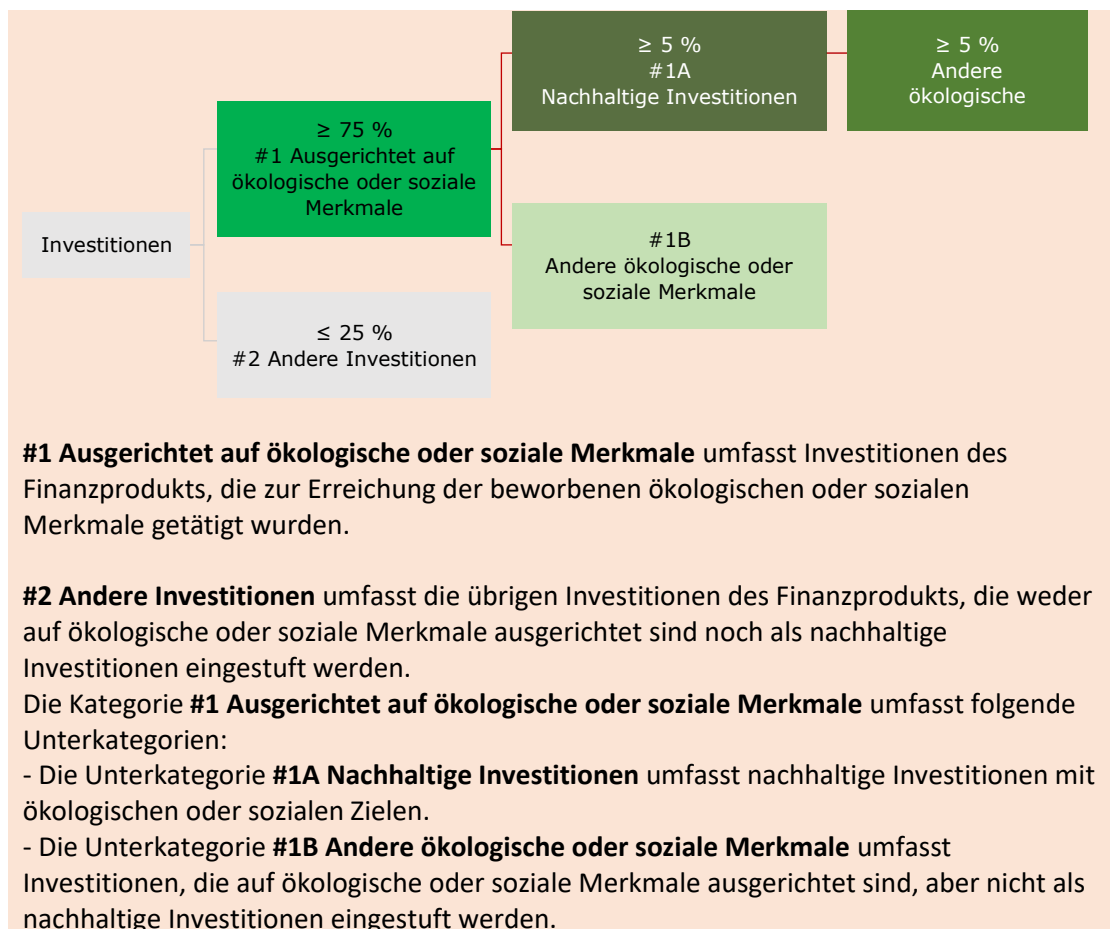 ≥ 5 %
#1A
Nachhaltige Investitionen
≥ 5 %
Andere
ökologische
≥ 75 %
#1 Ausgerichtet auf
ökologische oder soziale
Merkmale
Investitionen
#1B
Andere ökologische oder
soziale Merkmale
≤ 25 %
#2 Andere Investitionen
#1 Ausgerichtet auf ökologische oder soziale Merkmale umfasst Investitionen des
Finanzprodukts, die zur Erreichung der beworbenen ökologischen oder sozialen
Merkmale getätigt wurden.
#2 Andere Investitionen umfasst die übrigen Investitionen des Finanzprodukts, die weder
auf ökologische oder soziale Merkmale ausgerichtet sind noch als nachhaltige
Investitionen eingestuft werden.
Die Kategorie #1 Ausgerichtet auf ökologische oder soziale Merkmale umfasst folgende
Unterkategorien:
- Die Unterkategorie #1A Nachhaltige Investitionen umfasst nachhaltige Investitionen mit
ökologischen oder sozialen Zielen.
- Die Unterkategorie #1B Andere ökologische oder soziale Merkmale umfasst
Investitionen, die auf ökologische oder soziale Merkmale ausgerichtet sind, aber nicht als
nachhaltige Investitionen eingestuft werden.